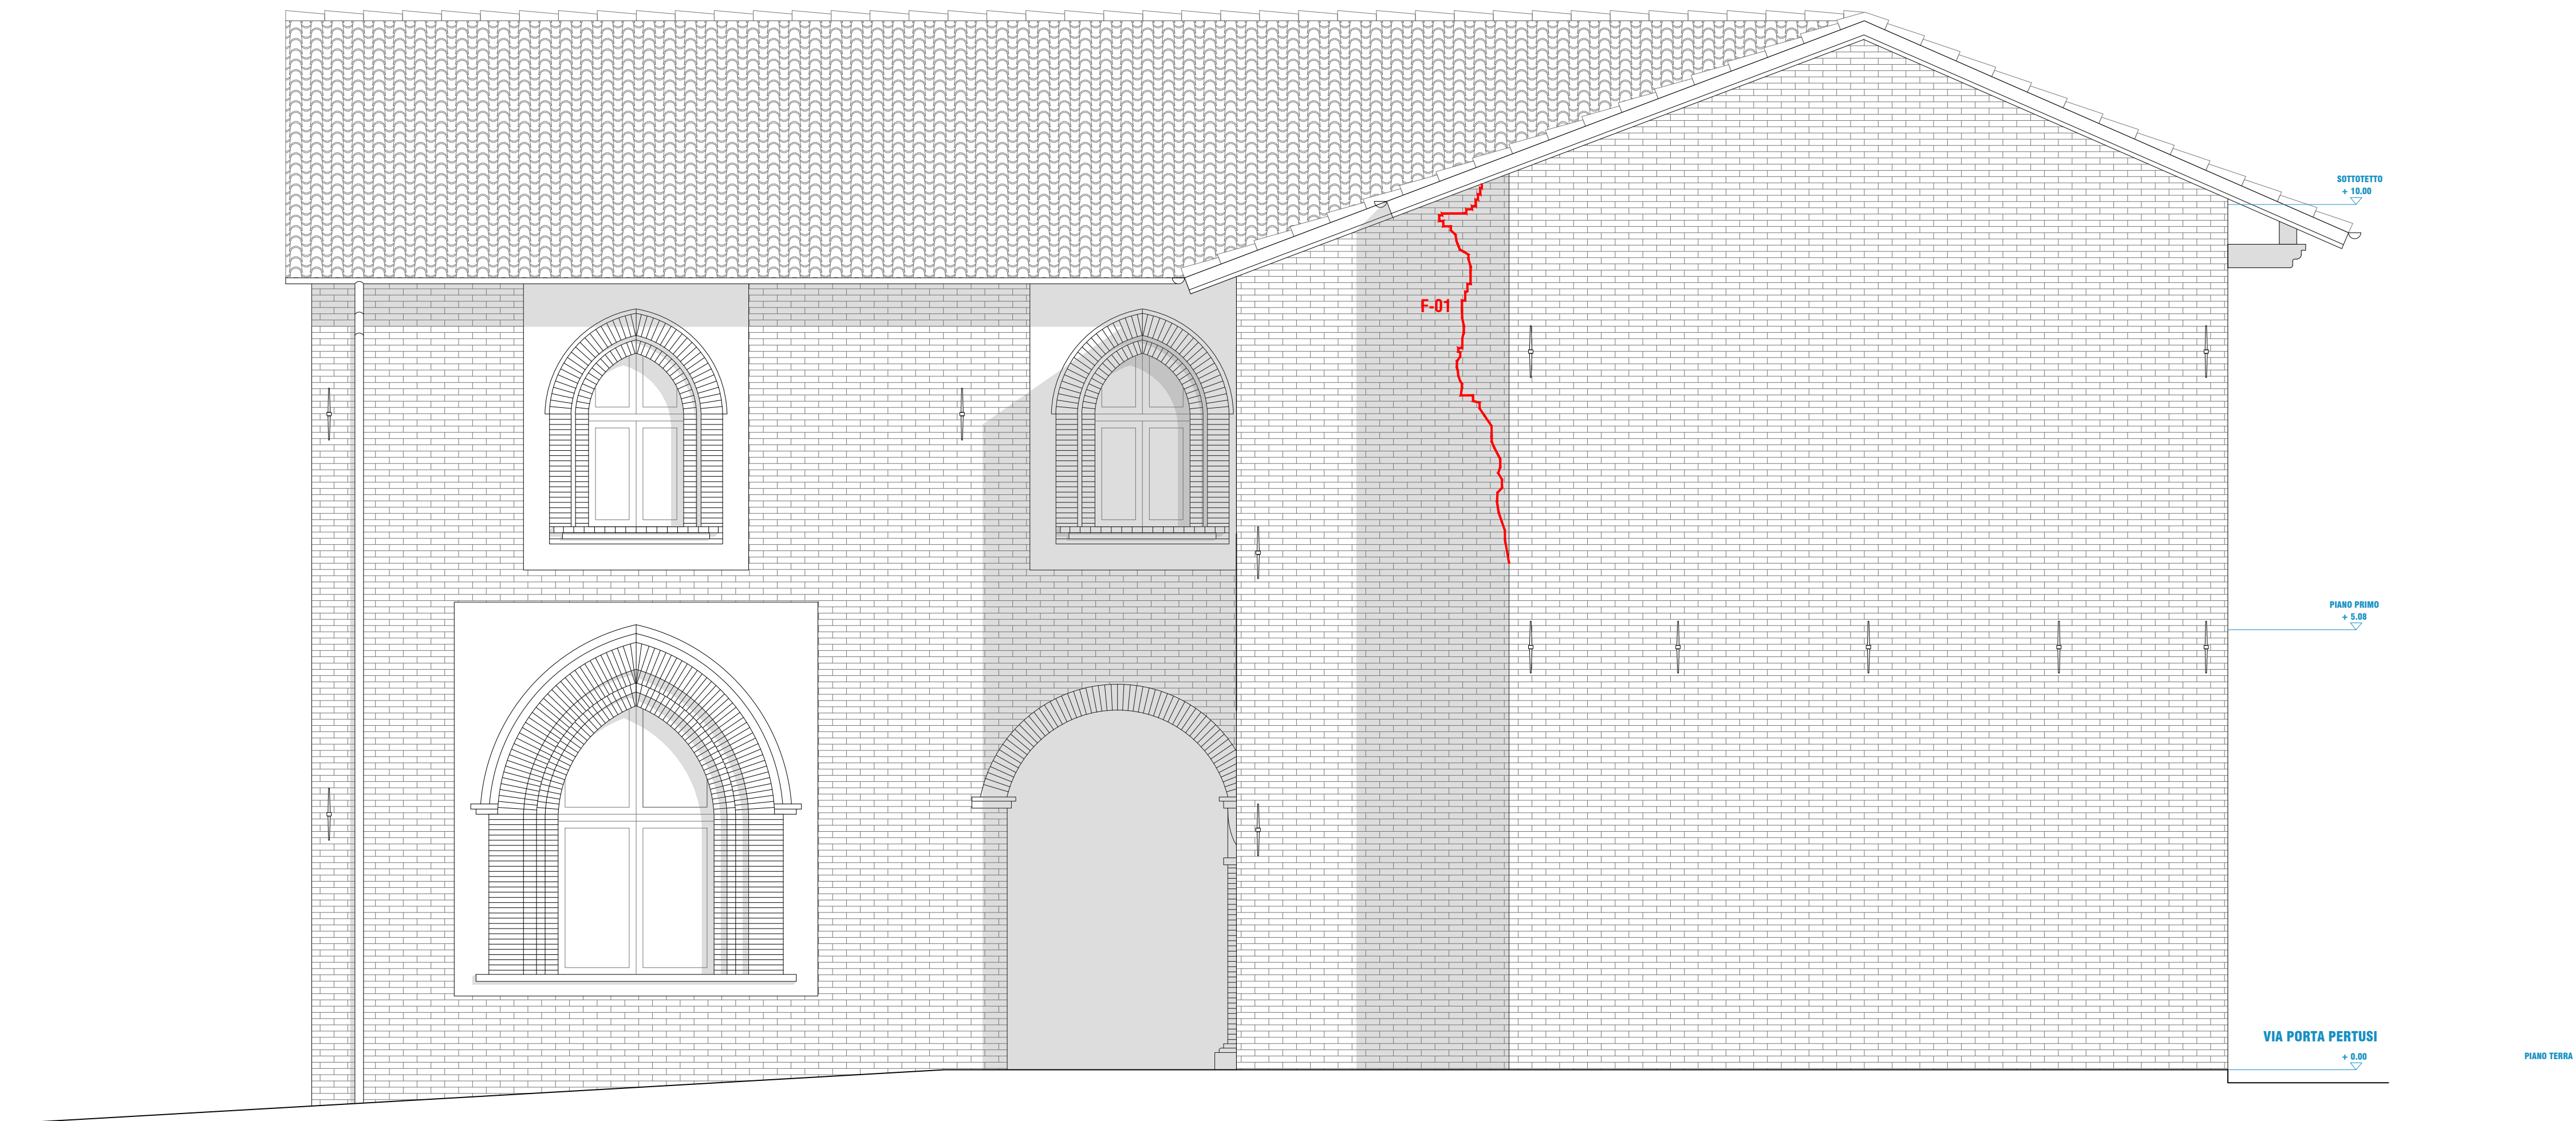 SOTTOTETTO
+ 10.00
F-01
PIANO PRIMO
+ 5.08
VIA PORTA PERTUSI
+ 0.00
PIANO TERRA